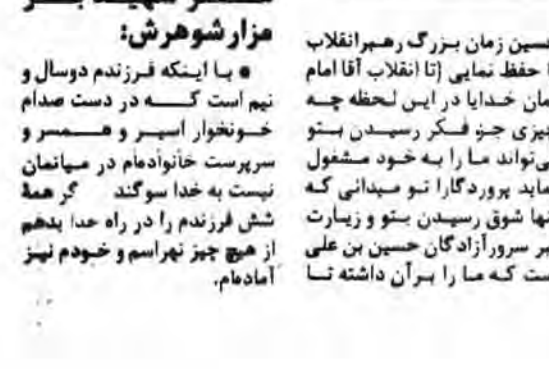 مزار شوهرش:
● با اینکه فرزندم دوسال و
نیم است که در دست صدام
خونخوار اسیر و همسر و
سرپرست خانواده‌ام در میانمان
نیست به خدا سوگند گر همهٔ
شش فرزندم را در راه خدا بدهم
از هیچ چیز نهراسم و خودم نیز
آماده‌ام.
حسین زمان بزرگ رهبرانقلاب
حفظ نمایی (تا انقلاب آقا امام
زمان خدایا در این لحظه چه
چیزی جز فکر رسیدن بتو
می‌تواند ما را به خود مشغول
نماید پروردگارا تو میدانی که
تنها شوق رسیدن بتو و زیارت
سرور آزادگان حسین بن علی
است که ما را برآن داشته تا